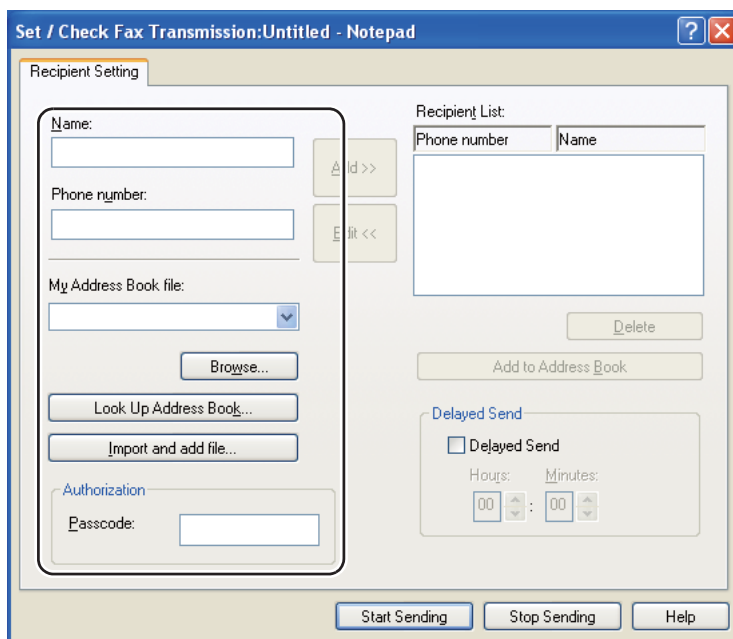 Set / Check Fax Transmission:Untitled - Notepad
Recipient Setting
Name:
Phone number:
My Address Book file:
Browse...
Look Up Address Book...
Import and add file...
Authorization
Passcode:
Add >>
Edit <<
Recipient List:
Phone number Name
Delete
Add to Address Book
Delayed Send
Delayed Send
Hours: Minutes:
00 : 00
Start Sending Stop Sending Help